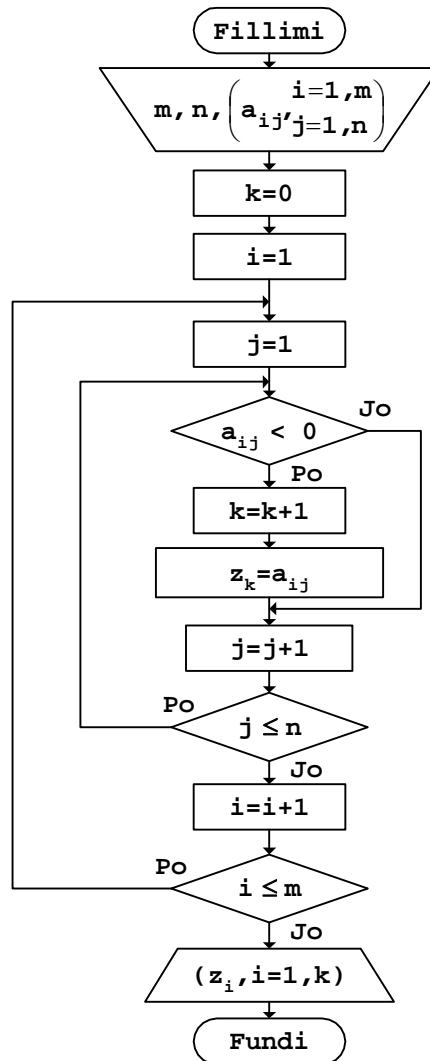 Fillimi
m,n,(a_ij, i=1,m
j=1,n)
k=0
i=1
j=1
Jo
a_ij < 0
Po
k=k+1
z_k=a_ij
j=j+1
Po
j ≤ n
Jo
i=i+1
Po
i ≤ m
Jo
(z_i,i=1,k)
Fundi